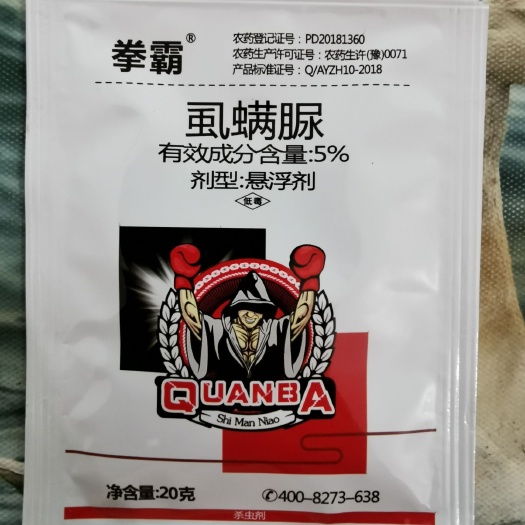 拳霸®
农药登记证号：PD20181360
农药生产许可证号：农药生许(豫)0071
产品标准证号：Q/AYZH10-2018
虱螨脲
有效成分含量:5%
剂型:悬浮剂
低毒
QUANBA
Shi Man Niao
净含量:20克
✆400-8273-638
杀虫剂